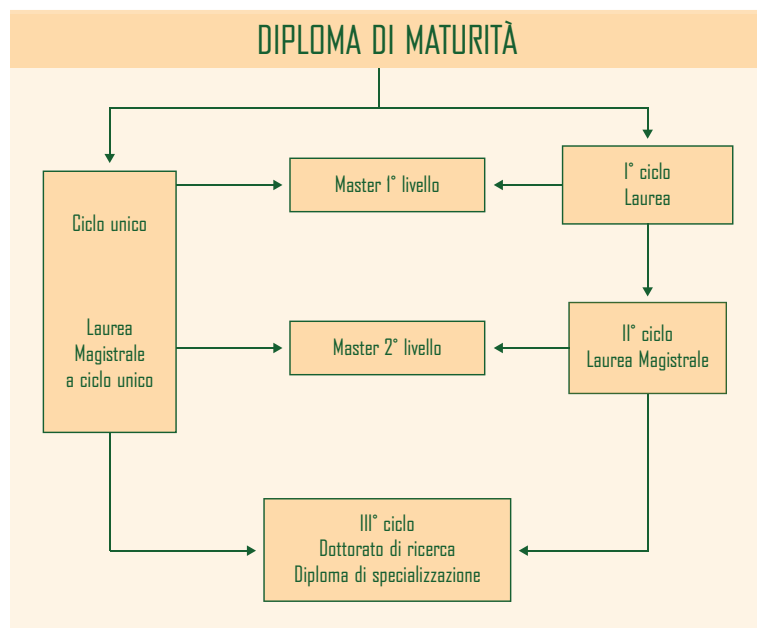 DIPLOMA DI MATURITÀ
Master 1° livello
I° ciclo
Laurea
Ciclo unico
Laurea
Magistrale
a ciclo unico
Master 2° livello
II° ciclo
Laurea Magistrale
III° ciclo
Dottorato di ricerca
Diploma di specializzazione